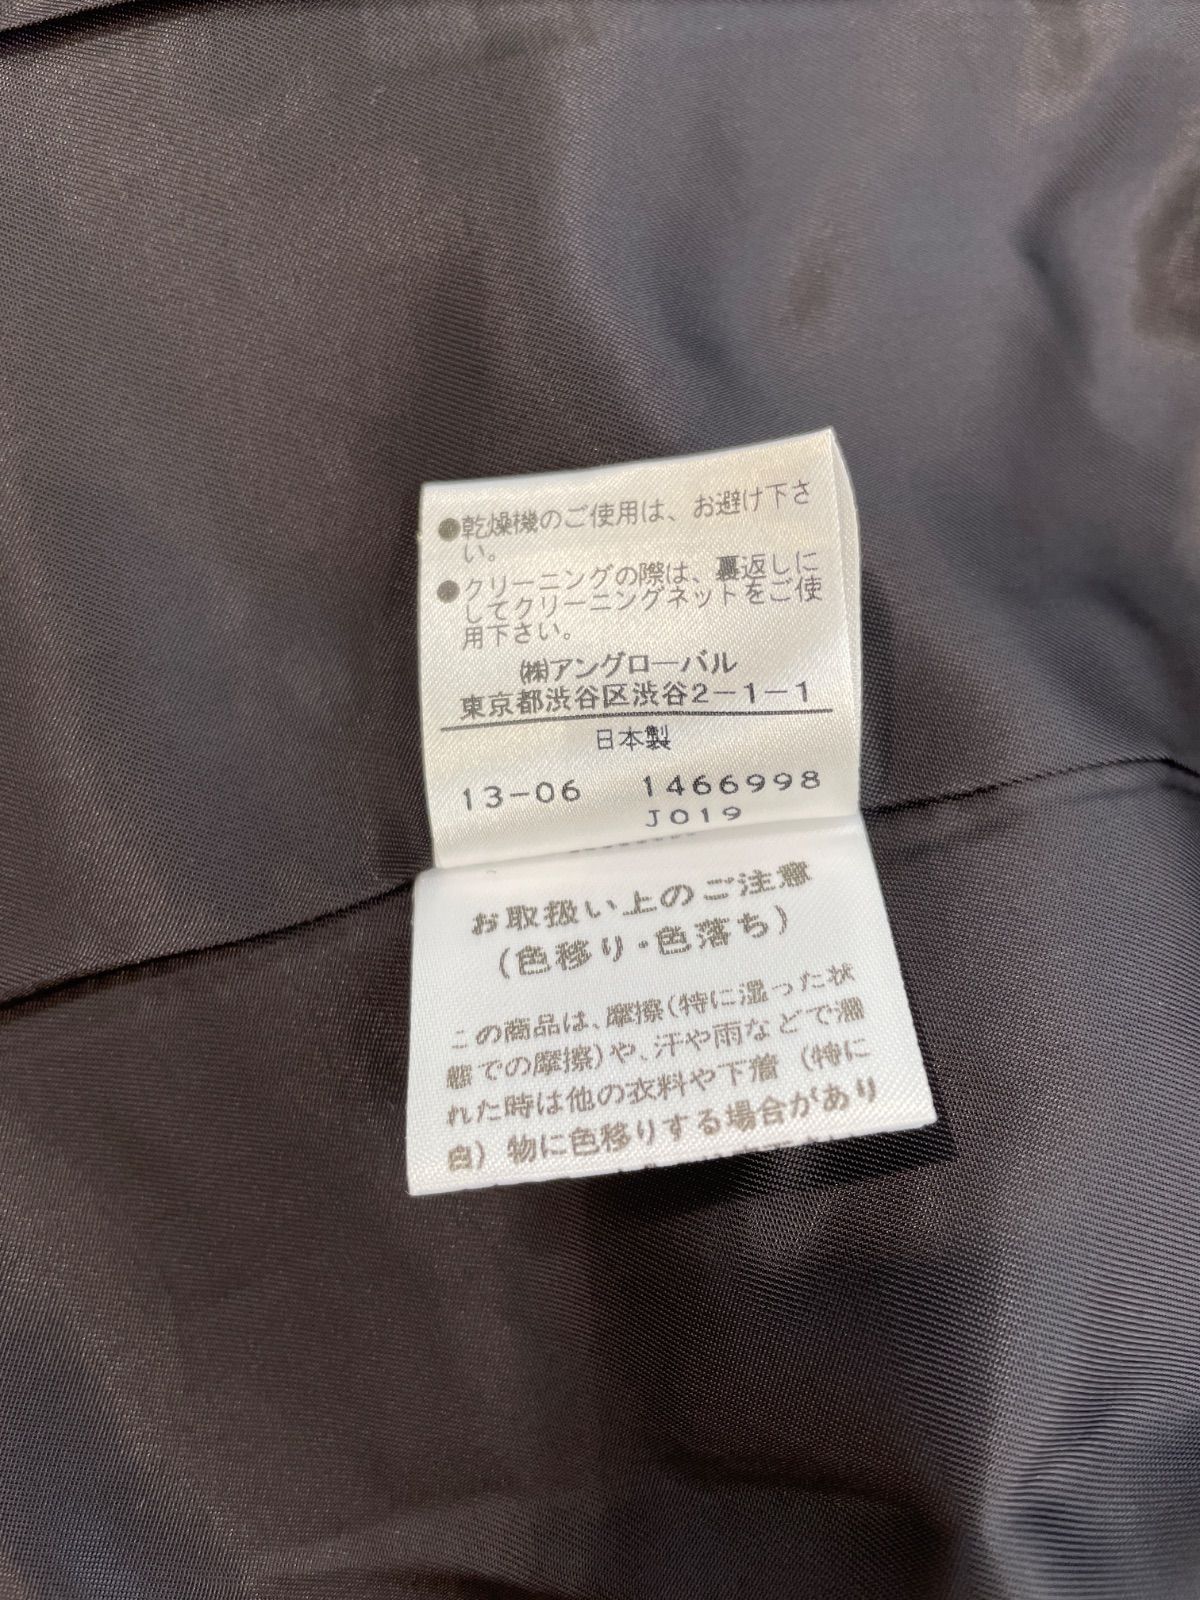 ●乾燥機のご使用は、お避け下さ
い。
●クリーニングの際は、裏返しに
してクリーニングネットをご使
用下さい。
㈱アングローバル
東京都渋谷区渋谷2-1-1
日本製
13-06 1466998
J019
お取扱い上のご注意
(色移り・色落ち)
この商品は、摩擦(特に湿った状
態での摩擦)や、汗や雨などで濡
れた時は他の衣料や下着(特に
白)物に色移りする場合があり